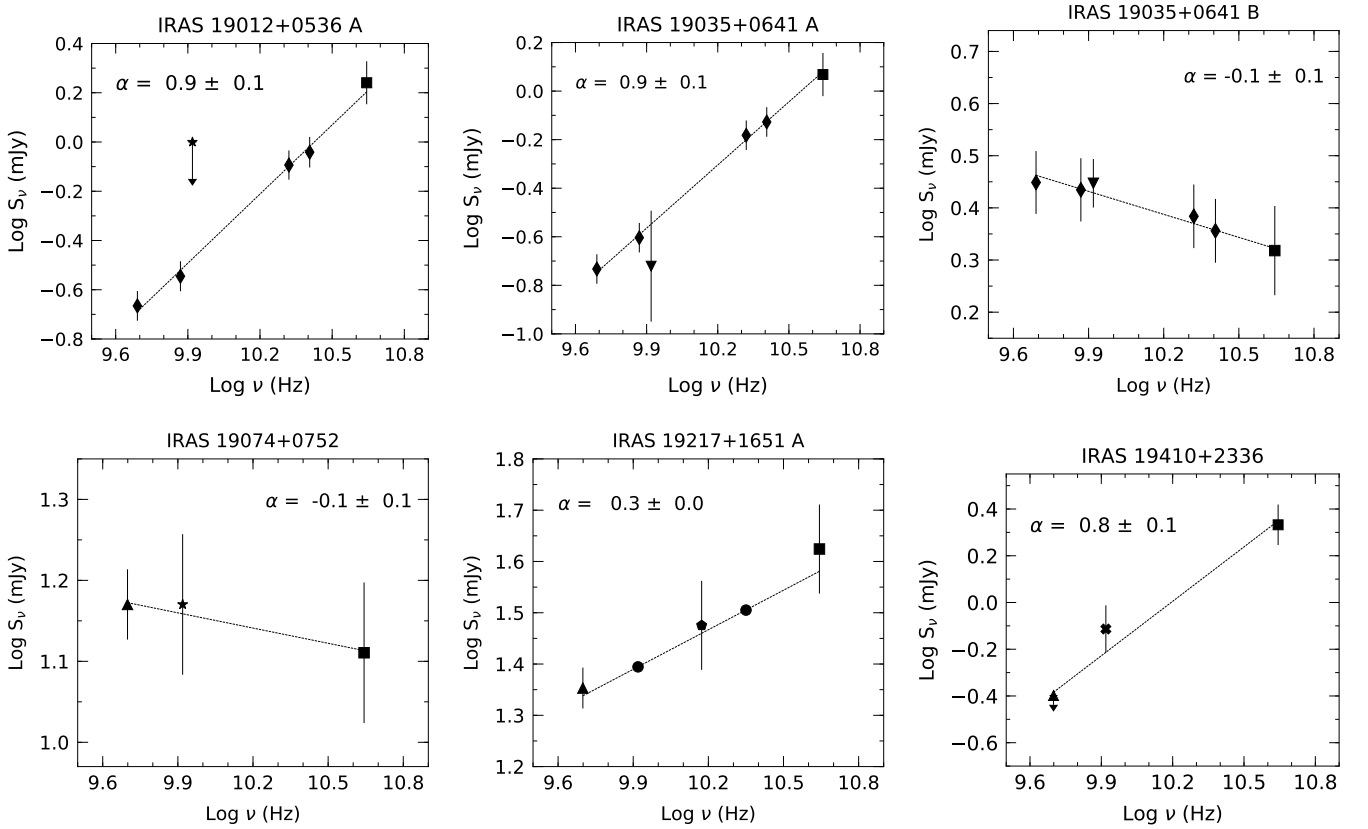 IRAS 19012+0536 A
α = 0.9 ± 0.1
0.4
0.2
0.0
−0.2
−0.4
−0.6
−0.8
Log Sν (mJy)
9.6 9.9 10.2 10.5 10.8
Log ν (Hz)
IRAS 19035+0641 A
α = 0.9 ± 0.1
0.2
0.0
−0.2
−0.4
−0.6
−0.8
−1.0
Log Sν (mJy)
9.6 9.9 10.2 10.5 10.8
Log ν (Hz)
IRAS 19035+0641 B
α = -0.1 ± 0.1
0.7
0.6
0.5
0.4
0.3
0.2
Log Sν (mJy)
9.6 9.9 10.2 10.5 10.8
Log ν (Hz)
IRAS 19074+0752
α = -0.1 ± 0.1
1.3
1.2
1.1
1.0
Log Sν (mJy)
9.6 9.9 10.2 10.5 10.8
Log ν (Hz)
IRAS 19217+1651 A
α = 0.3 ± 0.0
1.8
1.7
1.6
1.5
1.4
1.3
1.2
Log Sν (mJy)
9.6 9.9 10.2 10.5 10.8
Log ν (Hz)
IRAS 19410+2336
α = 0.8 ± 0.1
0.4
0.2
0.0
−0.2
−0.4
−0.6
Log Sν (mJy)
9.6 9.9 10.2 10.5 10.8
Log ν (Hz)